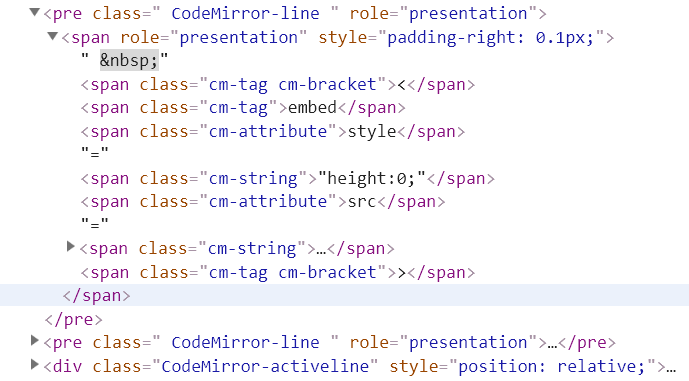 ▼<pre class=" CodeMirror-line " role="presentation">
▼<span role="presentation" style="padding-right: 0.1px;">
" &nbsp;"
<span class="cm-tag cm-bracket"><</span>
<span class="cm-tag">embed</span>
<span class="cm-attribute">style</span>
"="
<span class="cm-string">"height:0;"</span>
<span class="cm-attribute">src</span>
"="
▶<span class="cm-string">…</span>
<span class="cm-tag cm-bracket">></span>
</span>
</pre>
▶<pre class=" CodeMirror-line " role="presentation">…</pre>
▶<div class="CodeMirror-activeline" style="position: relative;">…